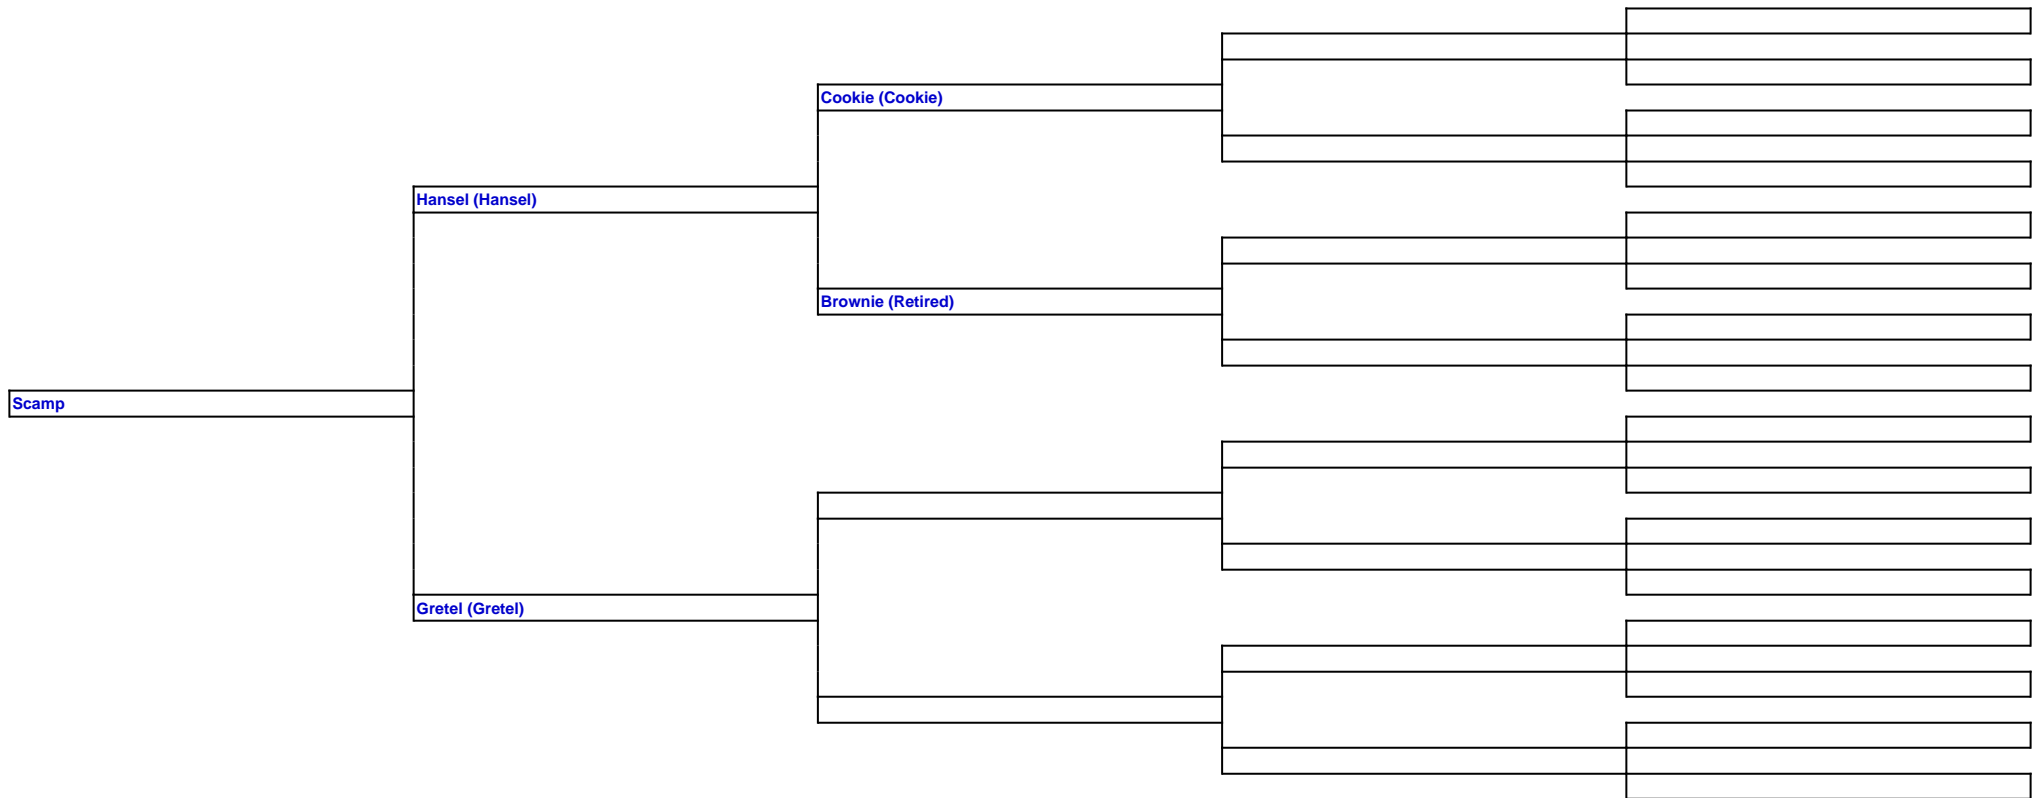 Cookie (Cookie)
Hansel (Hansel)
Brownie (Retired)
Scamp
Gretel (Gretel)